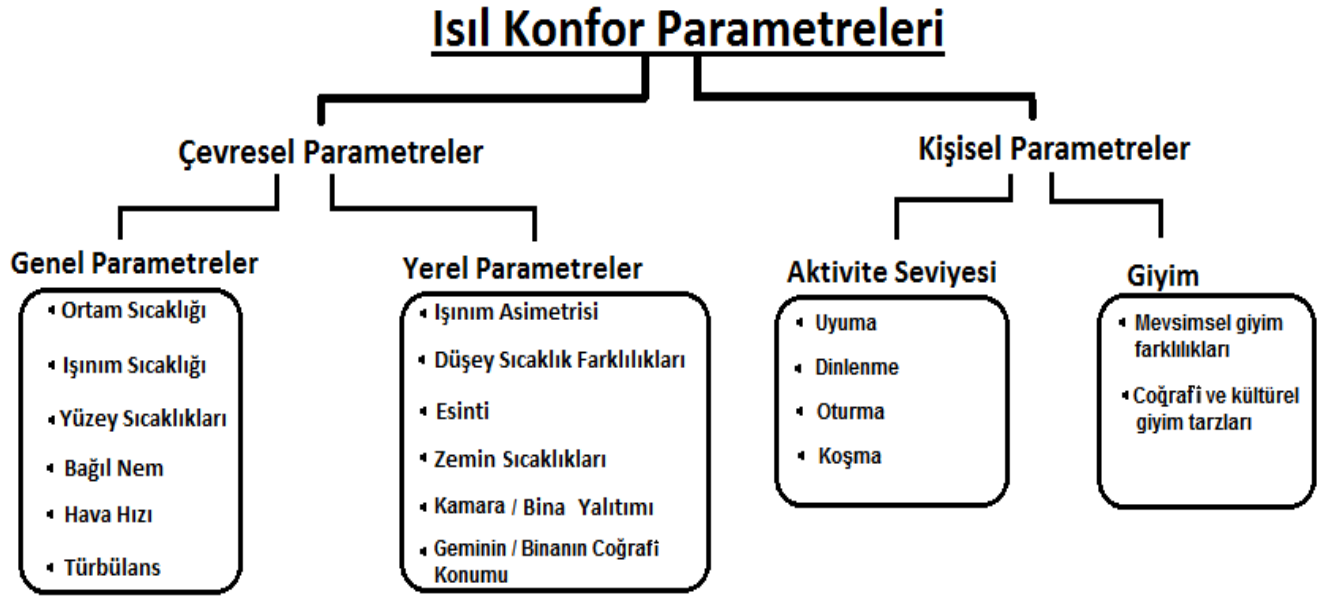 Isıl Konfor Parametreleri
Çevresel Parametreler
Kişisel Parametreler
Genel Parametreler
Ortam Sıcaklığı
Işınım Sıcaklığı
Yüzey Sıcaklıkları
Bağıl Nem
Hava Hızı
Türbülans
Yerel Parametreler
Işınım Asimetrisi
Düşey Sıcaklık Farklılıkları
Esinti
Zemin Sıcaklıkları
Kamara / Bina Yalıtımı
Geminin / Binanın Coğrafi
Konumu
Aktivite Seviyesi
Uyuma
Dinlenme
Oturma
Koşma
Giyim
Mevsimsel giyim
farklılıkları
Coğrafî ve kültürel
giyim tarzları